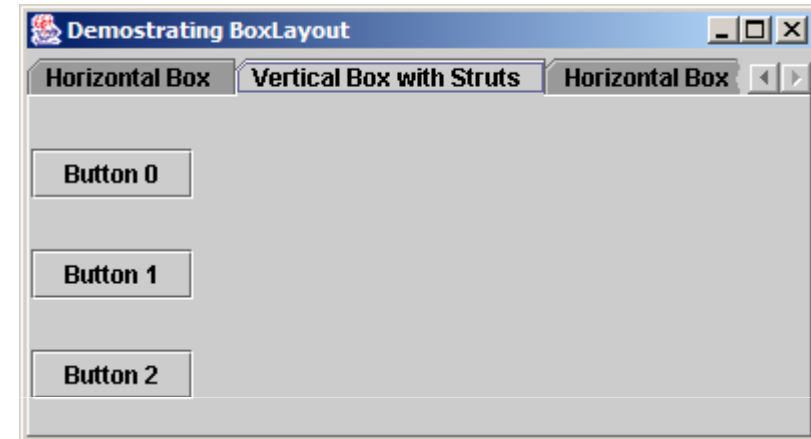 Demostrating BoxLayout
Horizontal Box Vertical Box with Struts Horizontal Box
Button 0
Button 1
Button 2